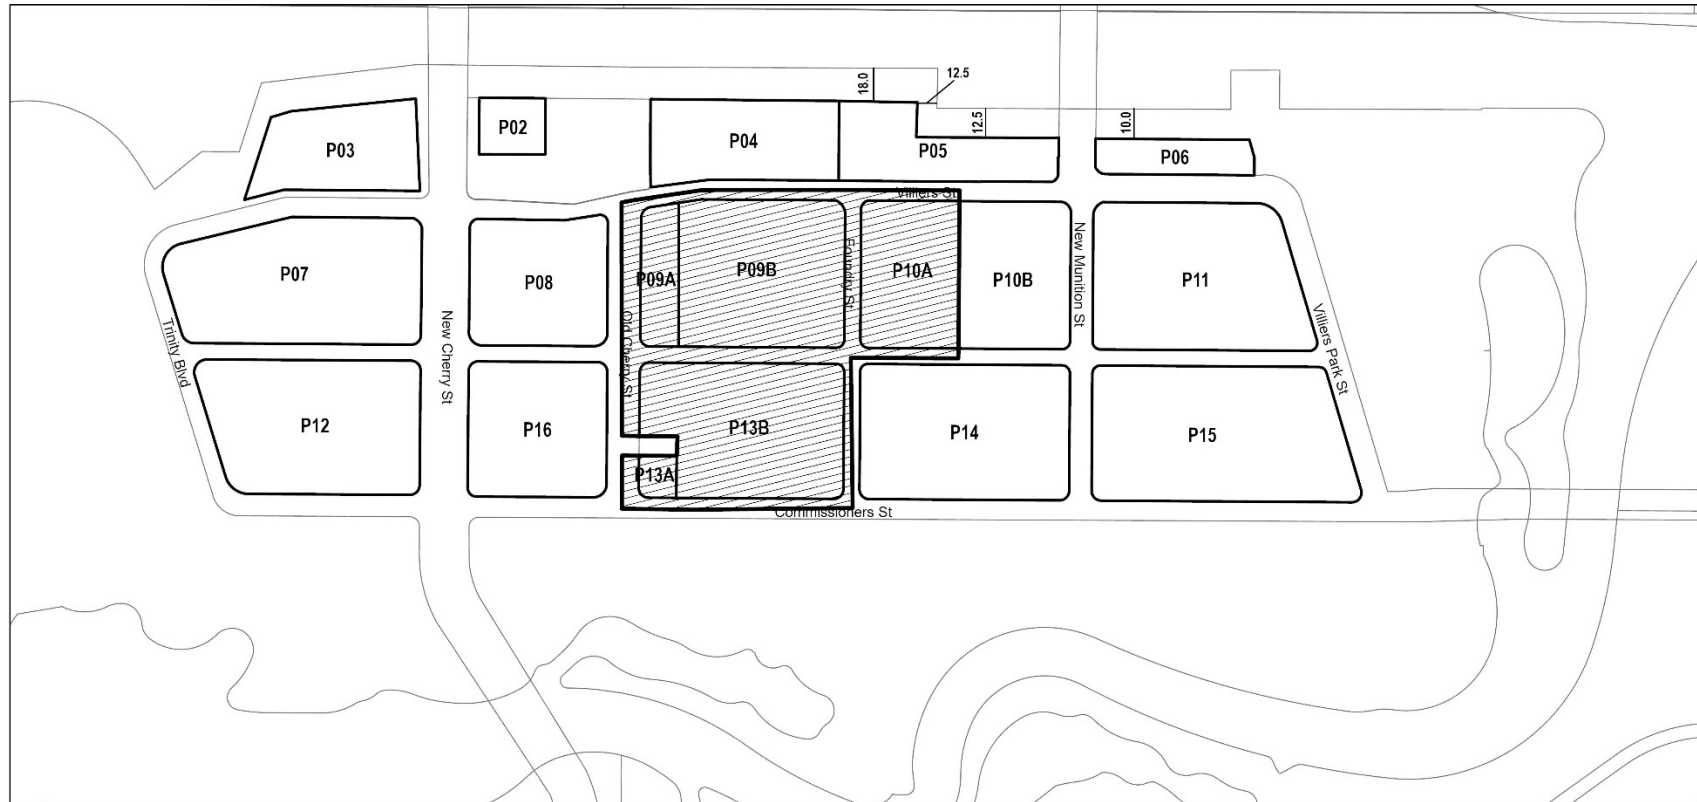 18.0
12.5
P02
P03
P04
P05
12.5
10.0
P06
Villiers St
P07
P08
P09A
P09B
Foundry St
P10A
P10B
New Munition St
P11
Villiers Park St
Trinity Blvd
New Cherry St
Old Cherry St
P12
P16
P13B
P13A
P14
P15
Commissioners St